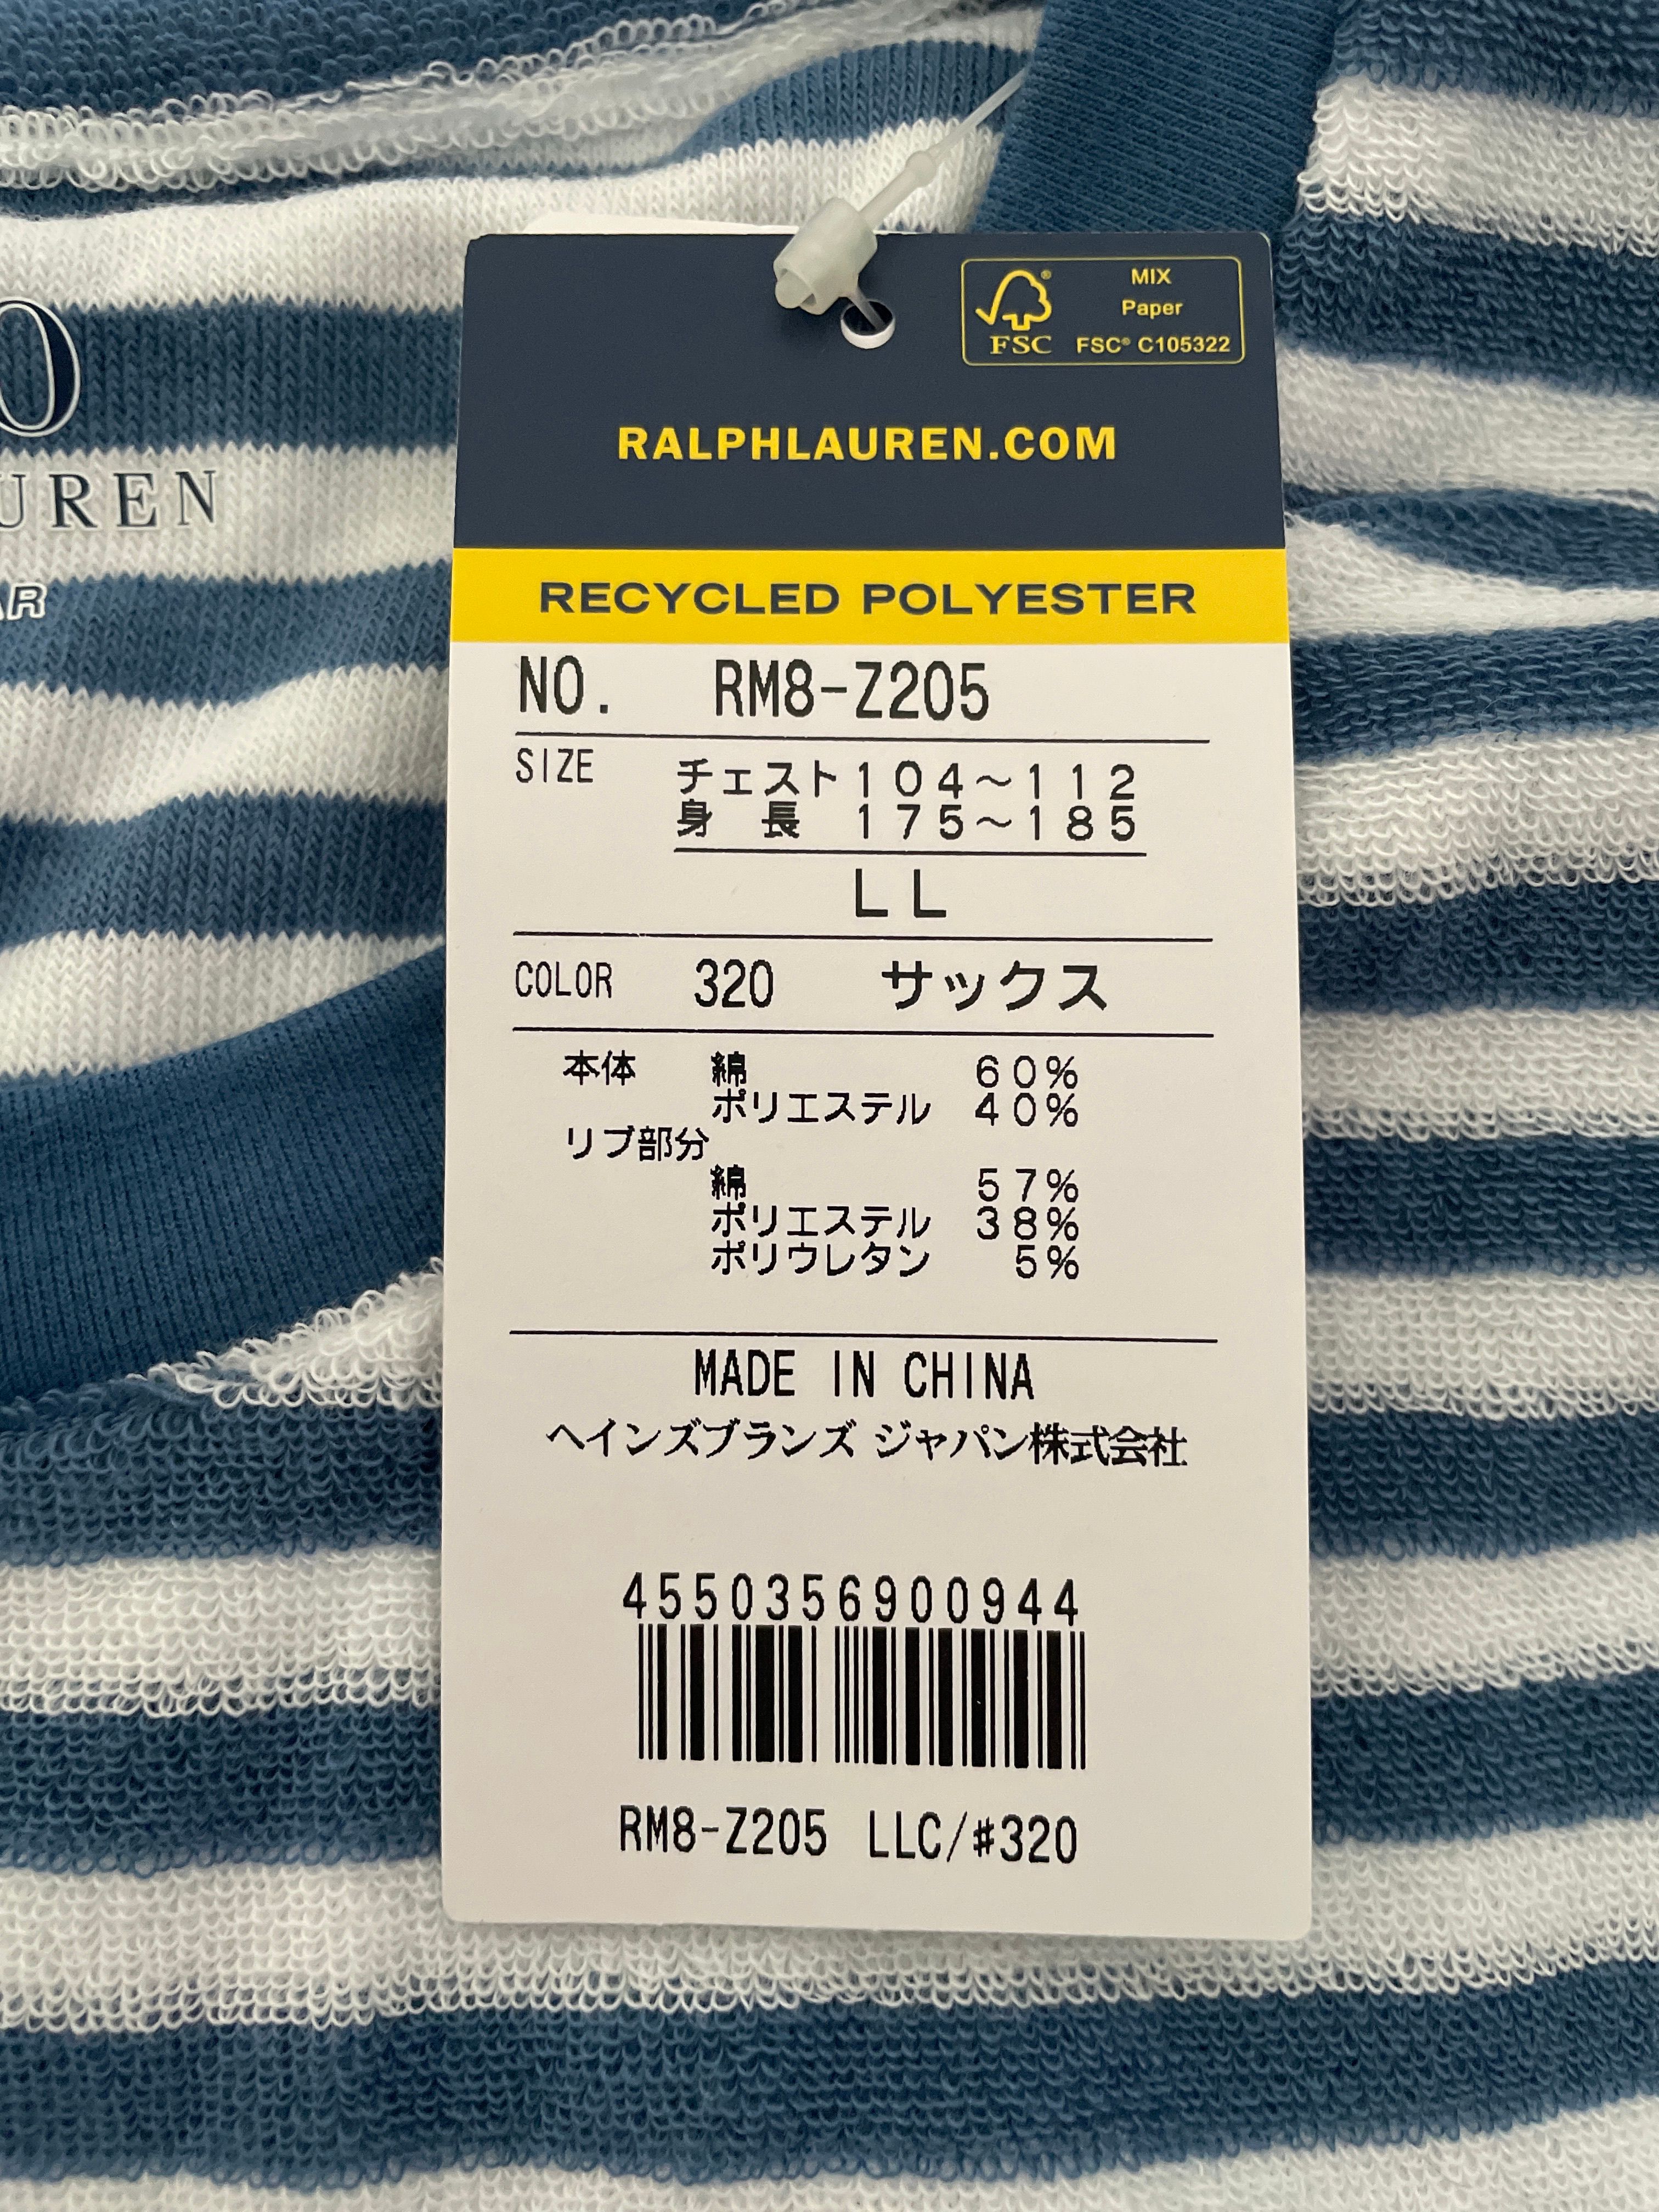 MIX
Paper
FSC
FSC® C105322
RALPHLAUREN.COM
RECYCLED POLYESTER
NO. RM8-Z205
SIZE チェスト104～112
身長 175～185
LL
COLOR 320 サックス
本体 綿 60%
ポリエステル 40%
リブ部分
綿 57%
ポリエステル 38%
ポリウレタン 5%
MADE IN CHINA
ヘインズブランズ ジャパン株式会社
4550356900944
RM8-Z205 LLC/#320
UREN